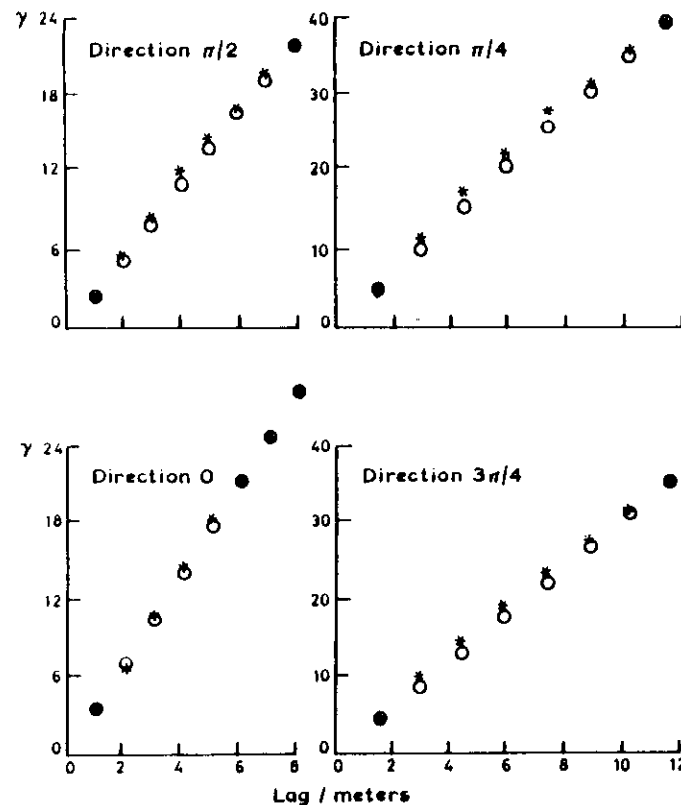 γ 24 40
Direction π/2 Direction π/4
18 30
12 20
6 10
0 0
γ 24 40
Direction 0 Direction 3π/4
18 30
12 20
6 10
0 0
0 2 4 6 8 0 2 4 6 8 10 12
Lag / meters